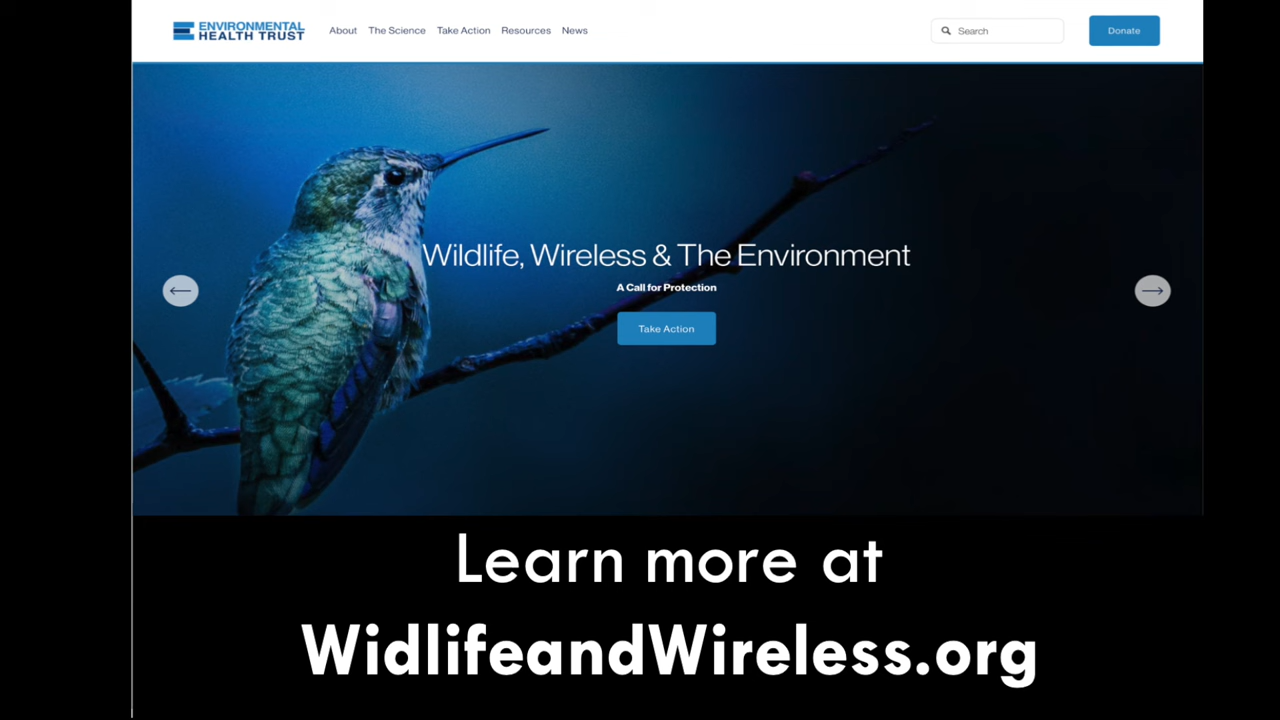 ENVIRONMENTAL
HEALTH TRUST
About The Science Take Action Resources News
Search
Donate
Wildlife, Wireless & The Environment
A Call for Protection
Take Action
Learn more at
WidlifeandWireless.org